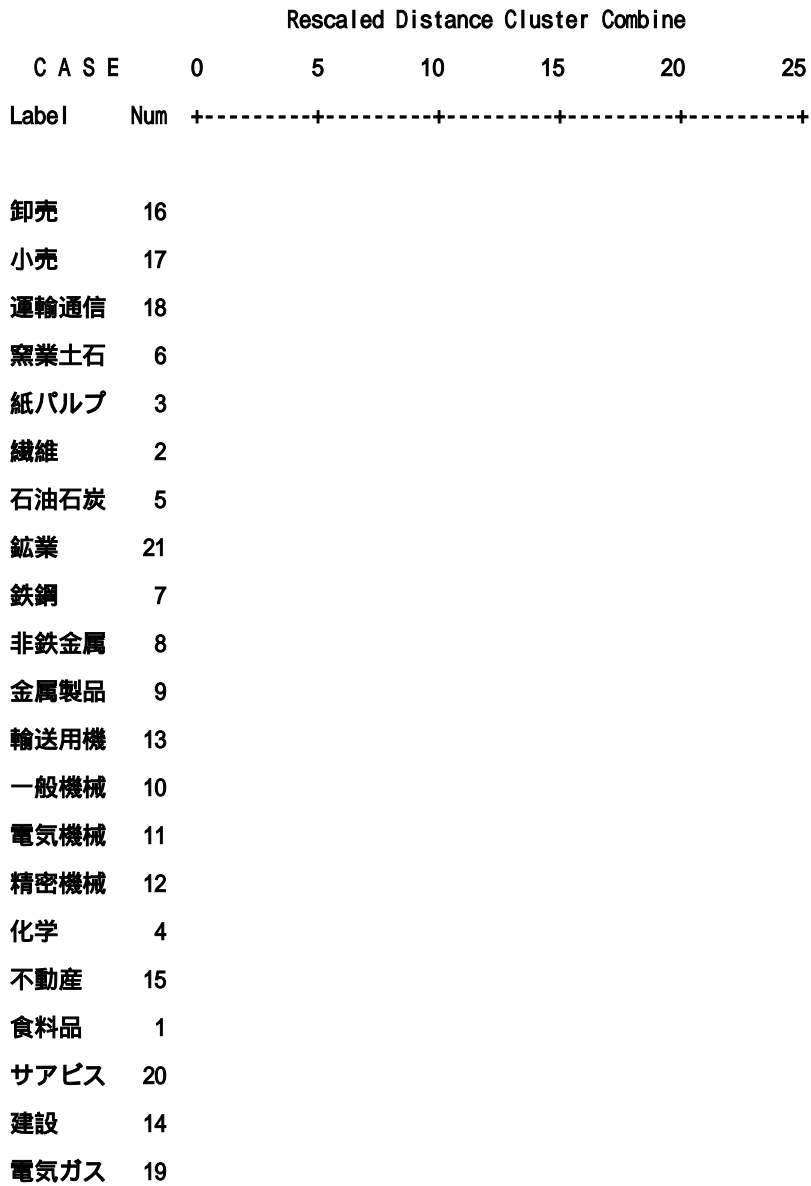 Rescaled Distance Cluster Combine
C A S E 0 5 10 15 20 25
Label Num +---------+---------+---------+---------+---------+
卸売 16
小売 17
運輸通信 18
窯業土石 6
紙パルプ 3
繊維 2
石油石炭 5
鉱業 21
鉄鋼 7
非鉄金属 8
金属製品 9
輸送用機 13
一般機械 10
電気機械 11
精密機械 12
化学 4
不動産 15
食料品 1
サアビス 20
建設 14
電気ガス 19